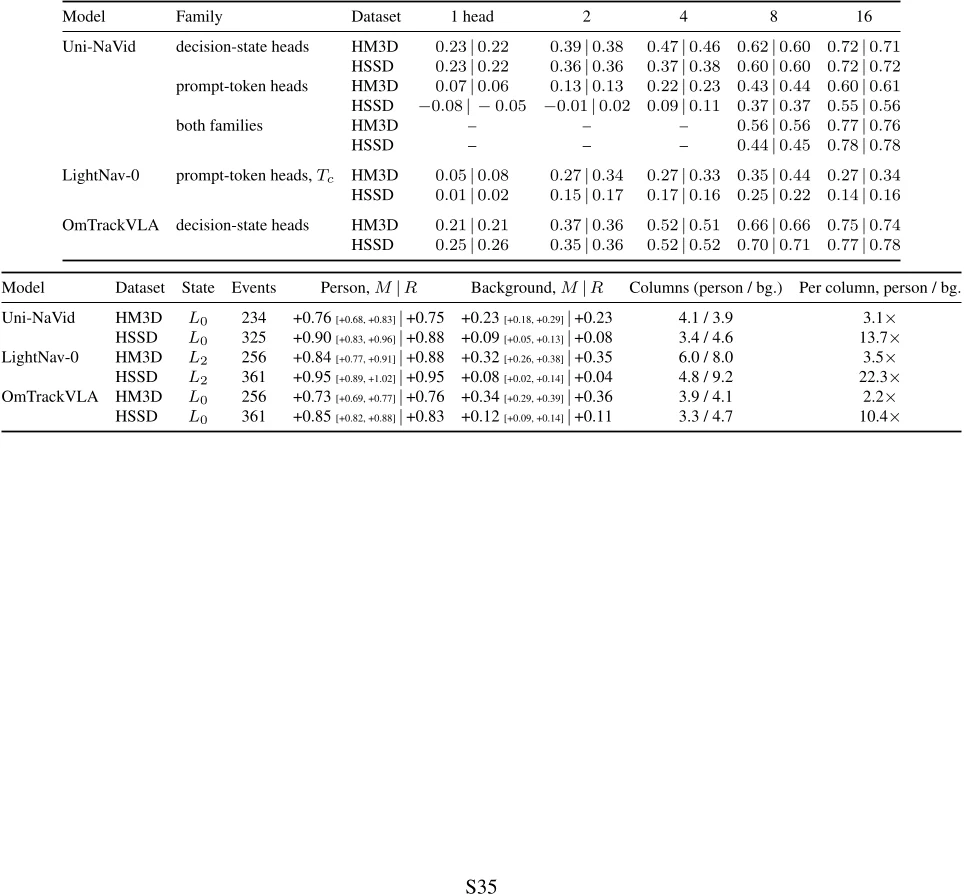 Model Family Dataset 1 head 2 4 8 16
Uni-NaVid decision-state heads HM3D 0.23 | 0.22 0.39 | 0.38 0.47 | 0.46 0.62 | 0.60 0.72 | 0.71
HSSD 0.23 | 0.22 0.36 | 0.36 0.37 | 0.38 0.60 | 0.60 0.72 | 0.72
prompt-token heads HM3D 0.07 | 0.06 0.13 | 0.13 0.22 | 0.23 0.43 | 0.44 0.60 | 0.61
HSSD −0.08 | − 0.05 −0.01 | 0.02 0.09 | 0.11 0.37 | 0.37 0.55 | 0.56
both families HM3D – – – 0.56 | 0.56 0.77 | 0.76
HSSD – – – 0.44 | 0.45 0.78 | 0.78
LightNav-0 prompt-token heads, T_c HM3D 0.05 | 0.08 0.27 | 0.34 0.27 | 0.33 0.35 | 0.44 0.27 | 0.34
HSSD 0.01 | 0.02 0.15 | 0.17 0.17 | 0.16 0.25 | 0.22 0.14 | 0.16
OmTrackVLA decision-state heads HM3D 0.21 | 0.21 0.37 | 0.36 0.52 | 0.51 0.66 | 0.66 0.75 | 0.74
HSSD 0.25 | 0.26 0.35 | 0.36 0.52 | 0.52 0.70 | 0.71 0.77 | 0.78
Model Dataset State Events Person, M | R Background, M | R Columns (person / bg.) Per column, person / bg.
Uni-NaVid HM3D L_0 234 +0.76 [+0.68, +0.83] | +0.75 +0.23 [+0.18, +0.29] | +0.23 4.1 / 3.9 3.1×
HSSD L_0 325 +0.90 [+0.83, +0.96] | +0.88 +0.09 [+0.05, +0.13] | +0.08 3.4 / 4.6 13.7×
LightNav-0 HM3D L_2 256 +0.84 [+0.77, +0.91] | +0.88 +0.32 [+0.26, +0.38] | +0.35 6.0 / 8.0 3.5×
HSSD L_2 361 +0.95 [+0.89, +1.02] | +0.95 +0.08 [+0.02, +0.14] | +0.04 4.8 / 9.2 22.3×
OmTrackVLA HM3D L_0 256 +0.73 [+0.69, +0.77] | +0.76 +0.34 [+0.29, +0.39] | +0.36 3.9 / 4.1 2.2×
HSSD L_0 361 +0.85 [+0.82, +0.88] | +0.83 +0.12 [+0.09, +0.14] | +0.11 3.3 / 4.7 10.4×
S35